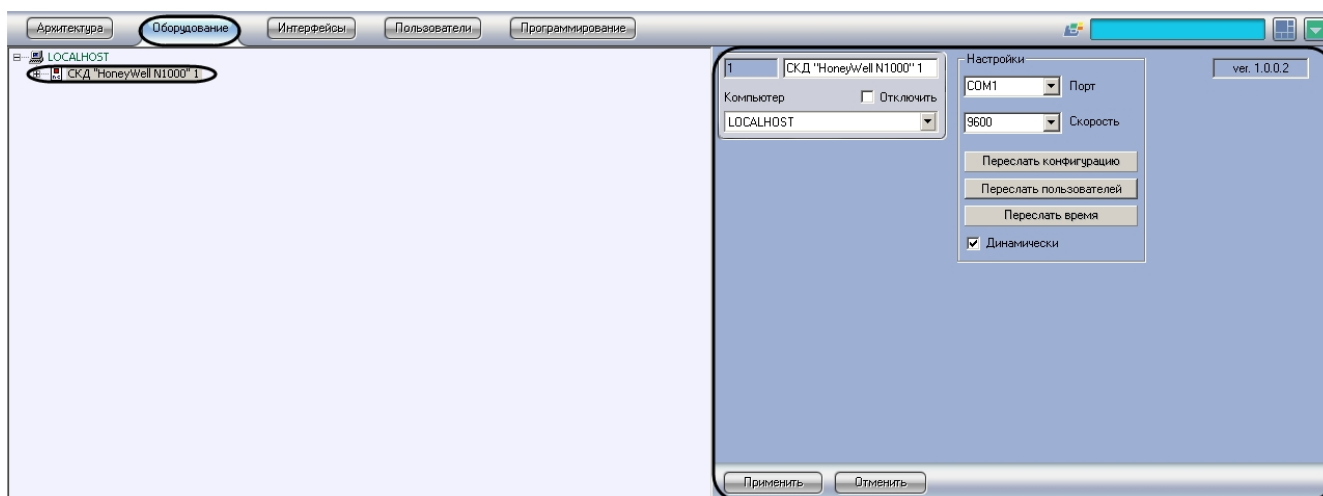 Архитектура Оборудование Интерфейсы Пользователи Программирование
LOCALHOST
СКД "HoneyWell N1000" 1
1 СКД "HoneyWell N1000" 1
Компьютер Отключить
LOCALHOST
Настройки
COM1 Порт
9600 Скорость
Переслать конфигурацию
Переслать пользователей
Переслать время
Динамически
ver. 1.0.0.2
Применить Отменить